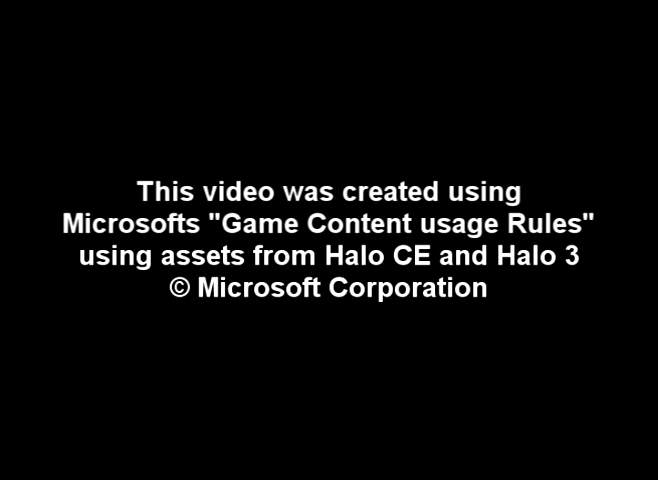 This video was created using
Microsofts "Game Content usage Rules"
using assets from Halo CE and Halo 3
© Microsoft Corporation